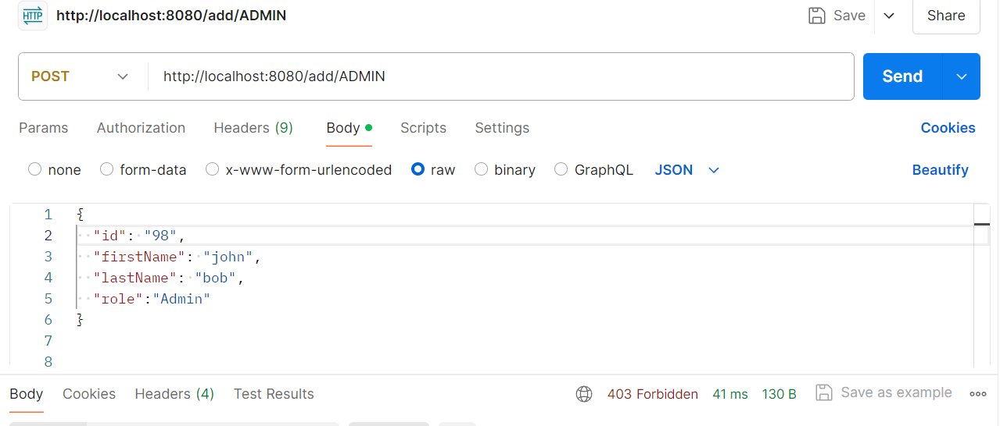 HTTP http://localhost:8080/add/ADMIN Save Share
POST http://localhost:8080/add/ADMIN Send
Params Authorization Headers (9) Body Scripts Settings Cookies
none form-data x-www-form-urlencoded raw binary GraphQL JSON Beautify
1 {
2 "id": "98",
3 "firstName": "john",
4 "lastName": "bob",
5 "role":"Admin"
6 }
7
8
Body Cookies Headers (4) Test Results 403 Forbidden 41 ms 130 B Save as example